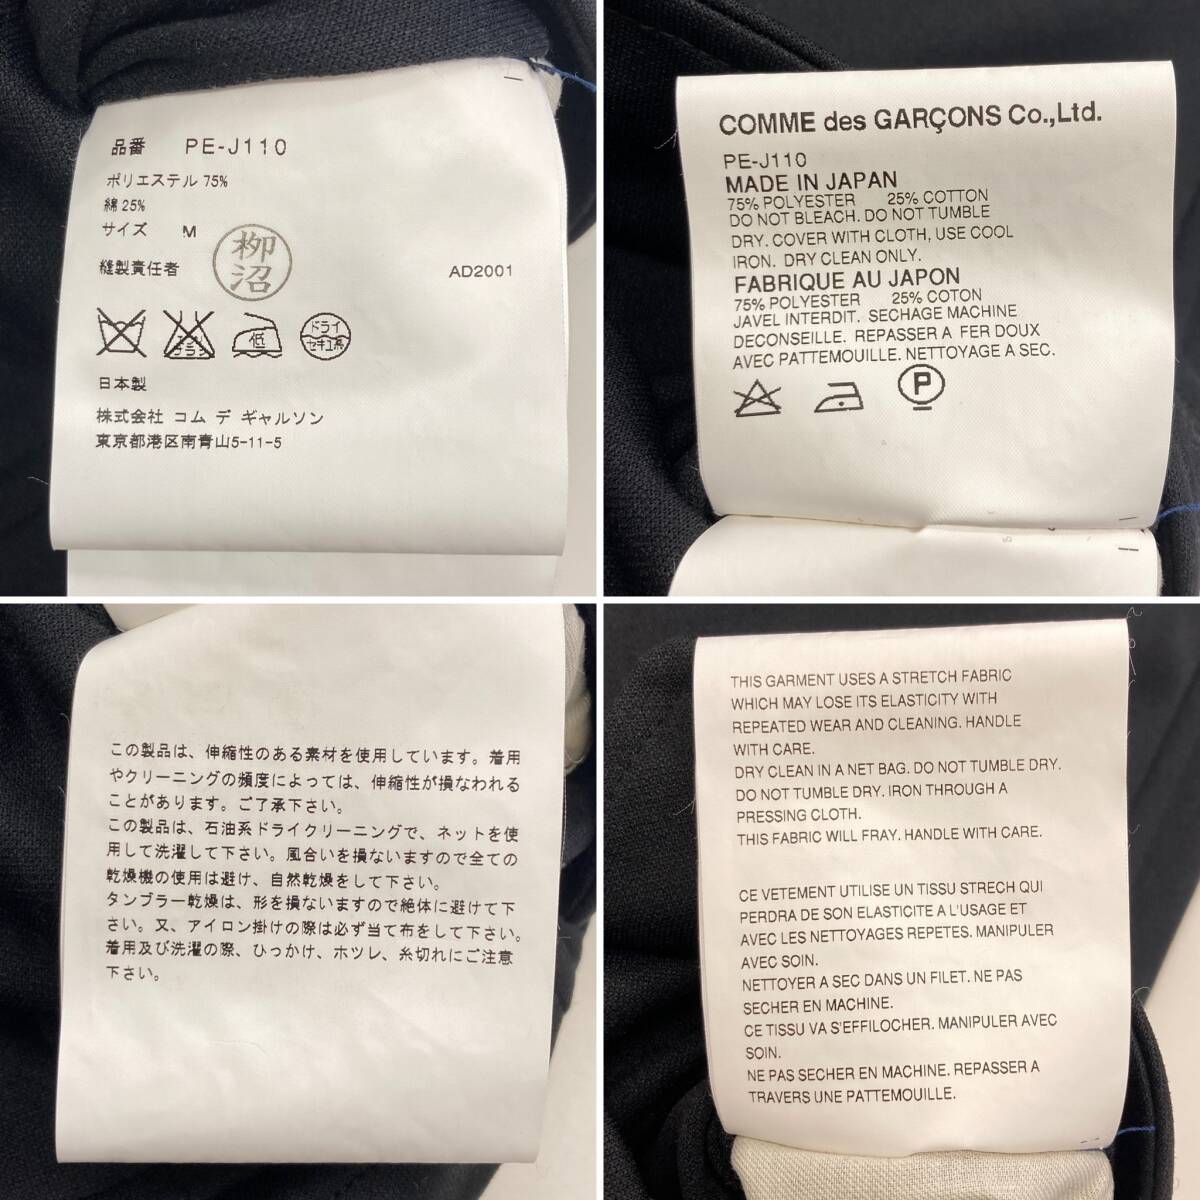 品番 PE-J110
ポリエステル 75%
綿 25%
サイズ M
柳沼
縫製責任者 AD2001
低
ドライ
セキユ系
日本製
株式会社 コム デ ギャルソン
東京都港区南青山5-11-5
COMME des GARÇONS Co.,Ltd.
PE-J110
MADE IN JAPAN
75% POLYESTER 25% COTTON
DO NOT BLEACH. DO NOT TUMBLE
DRY. COVER WITH CLOTH, USE COOL
IRON. DRY CLEAN ONLY.
FABRIQUE AU JAPON
75% POLYESTER 25% COTON
JAVEL INTERDIT. SECHAGE MACHINE
DECONSEILLE. REPASSER A FER DOUX
AVEC PATTEMOUILLE. NETTOYAGE A SEC.
P
この製品は、伸縮性のある素材を使用しています。着用
やクリーニングの頻度によっては、伸縮性が損なわれる
ことがあります。ご了承下さい。
この製品は、石油系ドライクリーニングで、ネットを使
用して洗濯して下さい。風合いを損ないますので全ての
乾燥機の使用は避け、自然乾燥をして下さい。
タンブラー乾燥は、形を損ないますので絶体に避けて下
さい。又、アイロン掛けの際は必ず当て布をして下さい。
着用及び洗濯の際、ひっかけ、ホツレ、糸切れにご注意
下さい。
THIS GARMENT USES A STRETCH FABRIC
WHICH MAY LOSE ITS ELASTICITY WITH
REPEATED WEAR AND CLEANING. HANDLE
WITH CARE.
DRY CLEAN IN A NET BAG. DO NOT TUMBLE DRY.
DO NOT TUMBLE DRY. IRON THROUGH A
PRESSING CLOTH.
THIS FABRIC WILL FRAY. HANDLE WITH CARE.
CE VETEMENT UTILISE UN TISSU STRECH QUI
PERDRA DE SON ELASTICITE A L'USAGE ET
AVEC LES NETTOYAGES REPETES. MANIPULER
AVEC SOIN.
NETTOYER A SEC DANS UN FILET. NE PAS
SECHER EN MACHINE.
CE TISSU VA S'EFFILOCHER. MANIPULER AVEC
SOIN.
NE PAS SECHER EN MACHINE. REPASSER A
TRAVERS UNE PATTEMOUILLE.